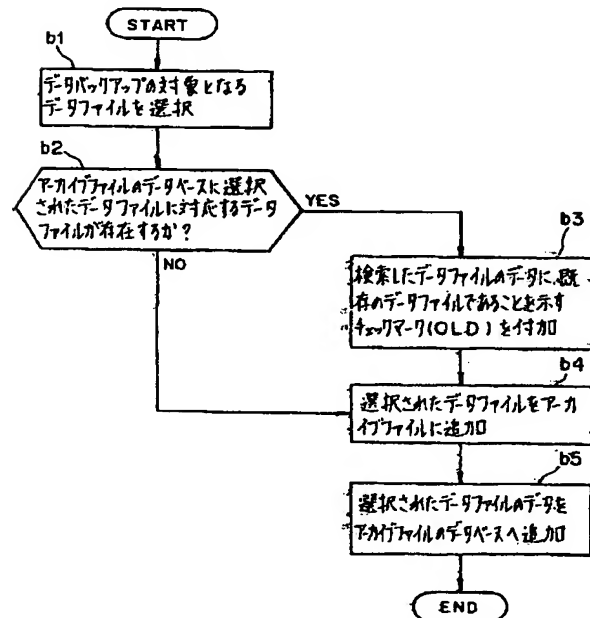 START
b1
データバックアップの対象となる
データファイルを選択
b2
アーカイブファイルのデータベースに選択
されたデータファイルに対応するデータ
ファイルが存在するか?
YES
NO
b3
検索したデータファイルのデータに、既
存のデータファイルであることを示す
チェックマーク(OLD)を付加
b4
選択されたデータファイルをアーカ
イブファイルに追加
b5
選択されたデータファイルのデータを
アーカイブファイルのデータベースへ追加
END